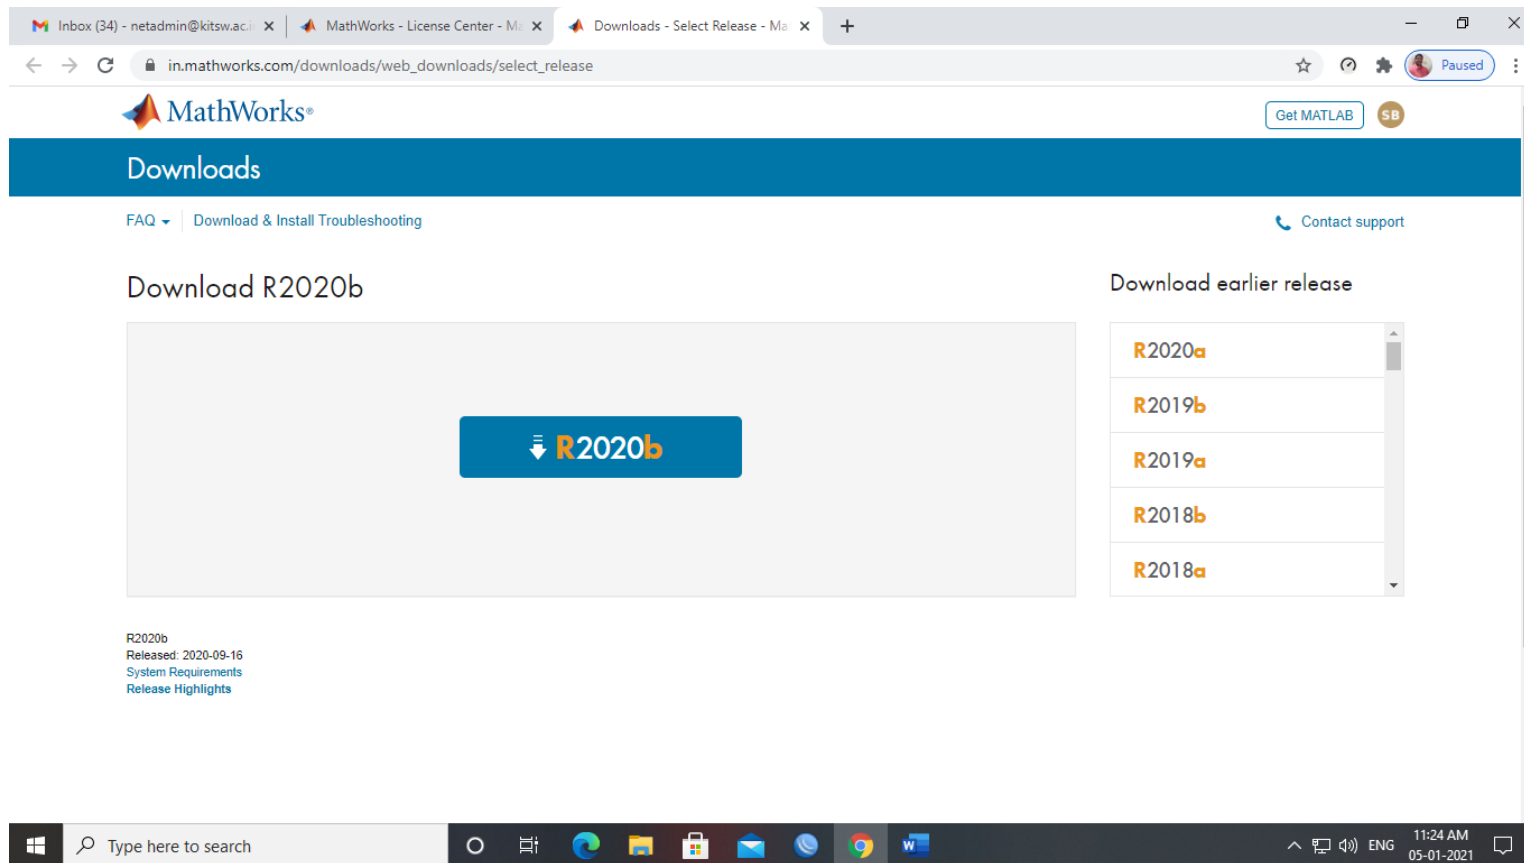 Inbox (34) - netadmin@kitsw.ac.i
MathWorks - License Center - Ma
Downloads - Select Release - Ma
in.mathworks.com/downloads/web_downloads/select_release
Paused
MathWorks®
Get MATLAB
SB
Downloads
FAQ
Download & Install Troubleshooting
Contact support
Download R2020b
R2020b
Download earlier release
R2020a
R2019b
R2019a
R2018b
R2018a
R2020b
Released: 2020-09-16
System Requirements
Release Highlights
Type here to search
W
ENG
11:24 AM
05-01-2021